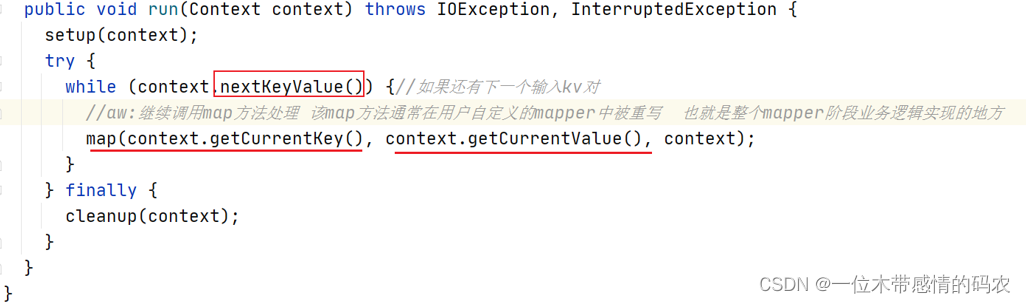 public void run(Context context) throws IOException, InterruptedException {
setup(context);
try {
while (context.nextKeyValue()) {//如果还有下一个输入kv对
//aw:继续调用map方法处理 该map方法通常在用户自定义的mapper中被重写 也就是整个mapper阶段业务逻辑实现的地方
map(context.getCurrentKey(), context.getCurrentValue(), context);
}
} finally {
cleanup(context);
}
}
}
CSDN @一位木带感情的码农